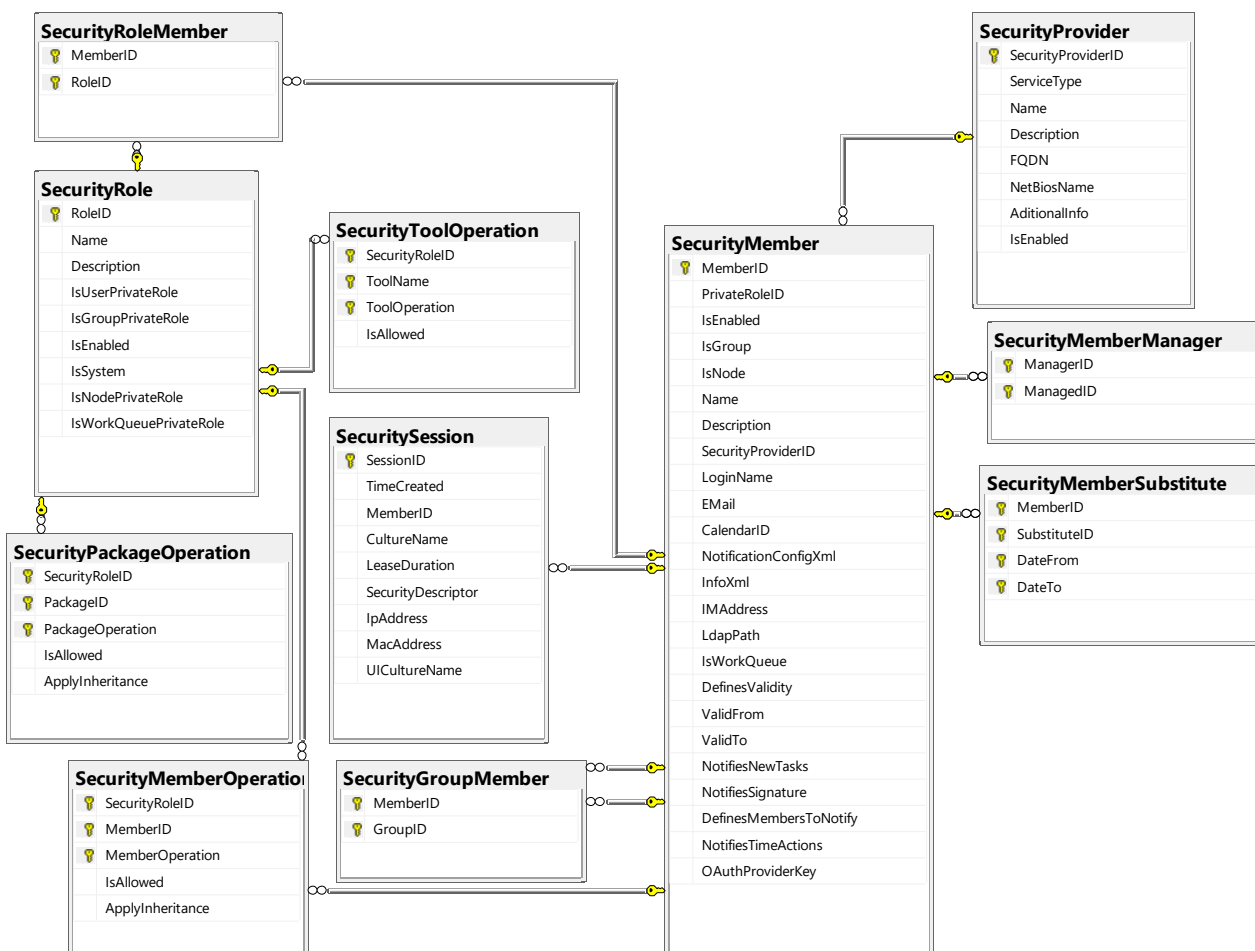 SecurityRoleMember
MemberID
RoleID
SecurityRole
RoleID
Name
Description
IsUserPrivateRole
IsGroupPrivateRole
IsEnabled
IsSystem
IsNodePrivateRole
IsWorkQueuePrivateRole
SecurityPackageOperation
SecurityRoleID
PackageID
PackageOperation
IsAllowed
ApplyInheritance
SecurityMemberOperation
SecurityRoleID
MemberID
MemberOperation
IsAllowed
ApplyInheritance
SecurityToolOperation
SecurityRoleID
ToolName
ToolOperation
IsAllowed
SecuritySession
SessionID
TimeCreated
MemberID
CultureName
LeaseDuration
SecurityDescriptor
IpAddress
MacAddress
UICultureName
SecurityGroupMember
MemberID
GroupID
SecurityMember
MemberID
PrivateRoleID
IsEnabled
IsGroup
IsNode
Name
Description
SecurityProviderID
LoginName
EMail
CalendarID
NotificationConfigXml
InfoXml
IMAddress
LdapPath
IsWorkQueue
DefinesValidity
ValidFrom
ValidTo
NotifiesNewTasks
NotifiesSignature
DefinesMembersToNotify
NotifiesTimeActions
OAuthProviderKey
SecurityProvider
SecurityProviderID
ServiceType
Name
Description
FQDN
NetBiosName
AditionalInfo
IsEnabled
SecurityMemberManager
ManagerID
ManagedID
SecurityMemberSubstitute
MemberID
SubstituteID
DateFrom
DateTo